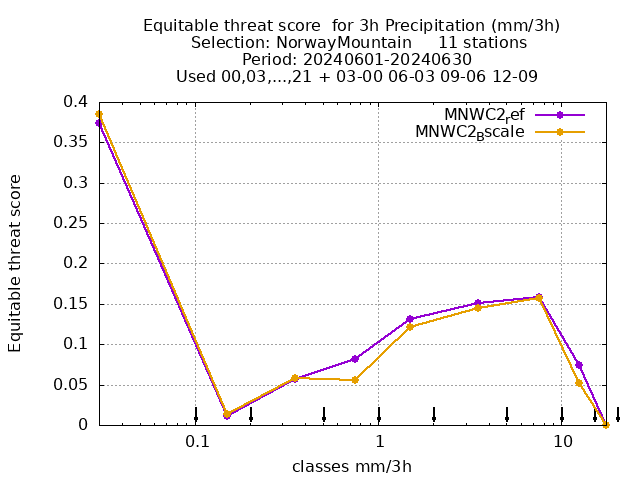 Equitable threat score  for 3h Precipitation (mm/3h)
Selection: NorwayMountain     11 stations
Period: 20240601-20240630
Used 00,03,...,21 + 03-00 06-03 09-06 12-09
MNWC2ref
MNWC2Bscale
0.4
0.35
0.3
0.25
0.2
0.15
0.1
0.05
0
Equitable threat score
0.1
1
10
classes mm/3h